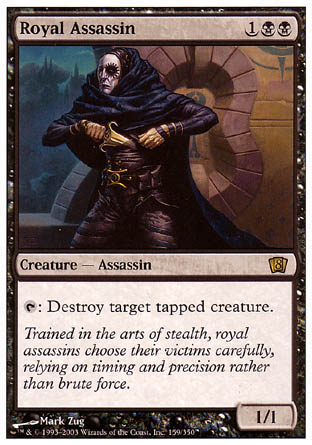 Royal Assassin 1
Creature — Assassin 8
: Destroy target tapped creature.
Trained in the arts of stealth, royal
assassins choose their victims carefully,
relying on timing and precision rather
than brute force.
Mark Zug
™ & © 1993–2003 Wizards of the Coast, Inc. 159/350
1/1